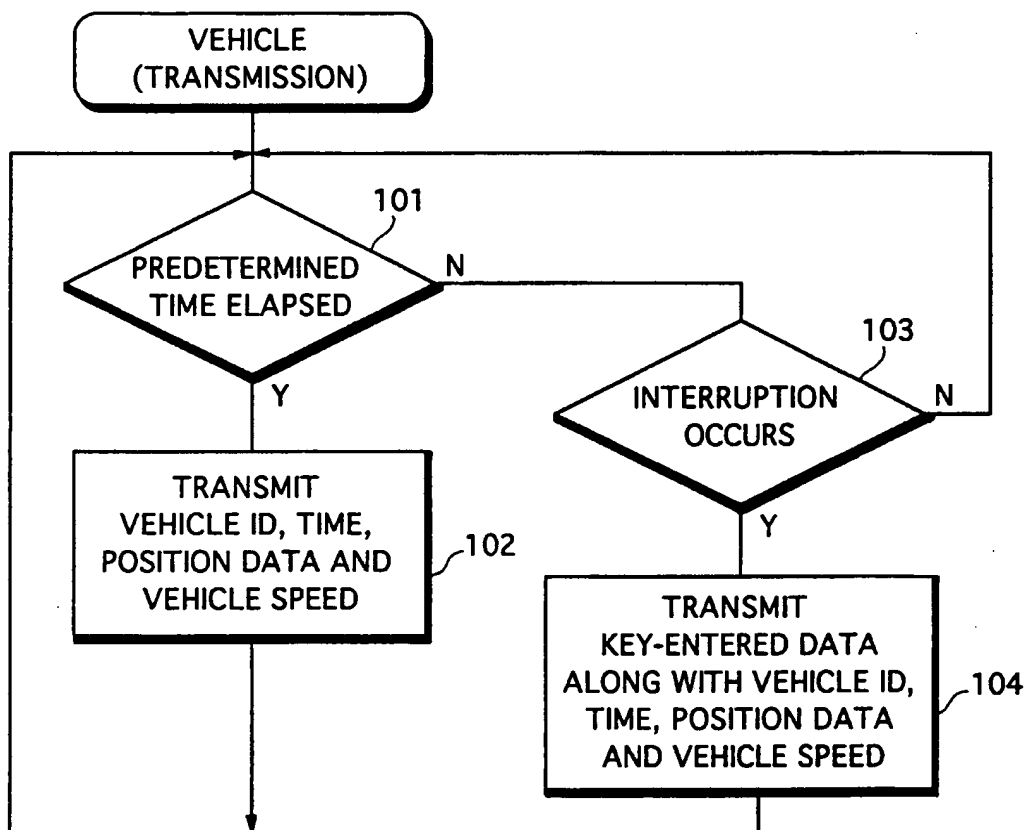 VEHICLE
(TRANSMISSION)
101
PREDETERMINED
TIME ELAPSED
N
Y
103
INTERRUPTION
OCCURS
N
Y
TRANSMIT
VEHICLE ID, TIME,
POSITION DATA AND
VEHICLE SPEED
102
TRANSMIT
KEY-ENTERED DATA
ALONG WITH VEHICLE ID,
TIME, POSITION DATA
AND VEHICLE SPEED
104